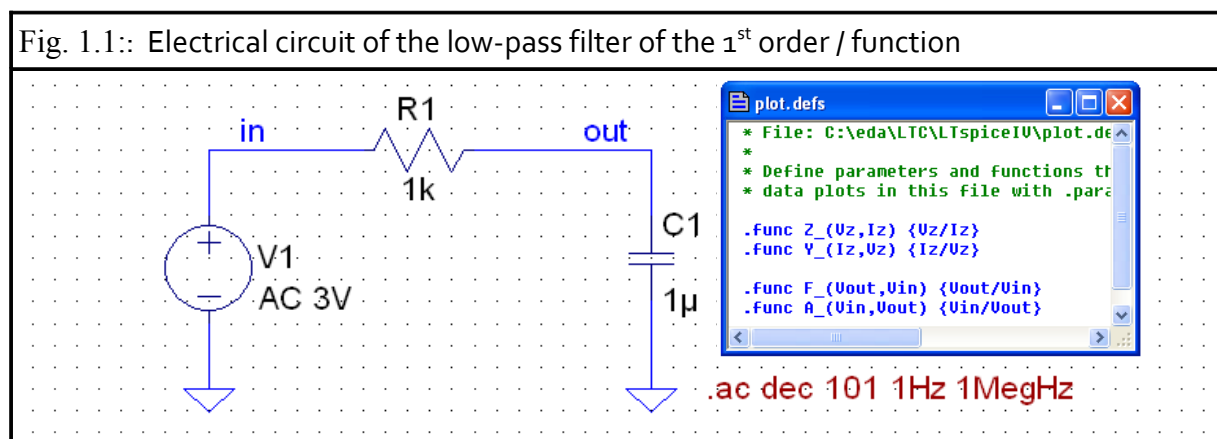 Fig. 1.1:: Electrical circuit of the low-pass filter of the 1st order / function
in
R1
1k
out
C1
1µ
V1
AC 3V
plot.defs
* File: C:\eda\LTC\LTspiceIV\plot.de
*
* Define parameters and functions th
* data plots in this file with .para
.func Z_(Vz,Iz) {Vz/Iz}
.func Y_(Iz,Vz) {Iz/Vz}
.func F_(Vout,Vin) {Vout/Vin}
.func A_(Vin,Vout) {Vin/Vout}
.ac dec 101 1Hz 1MegHz